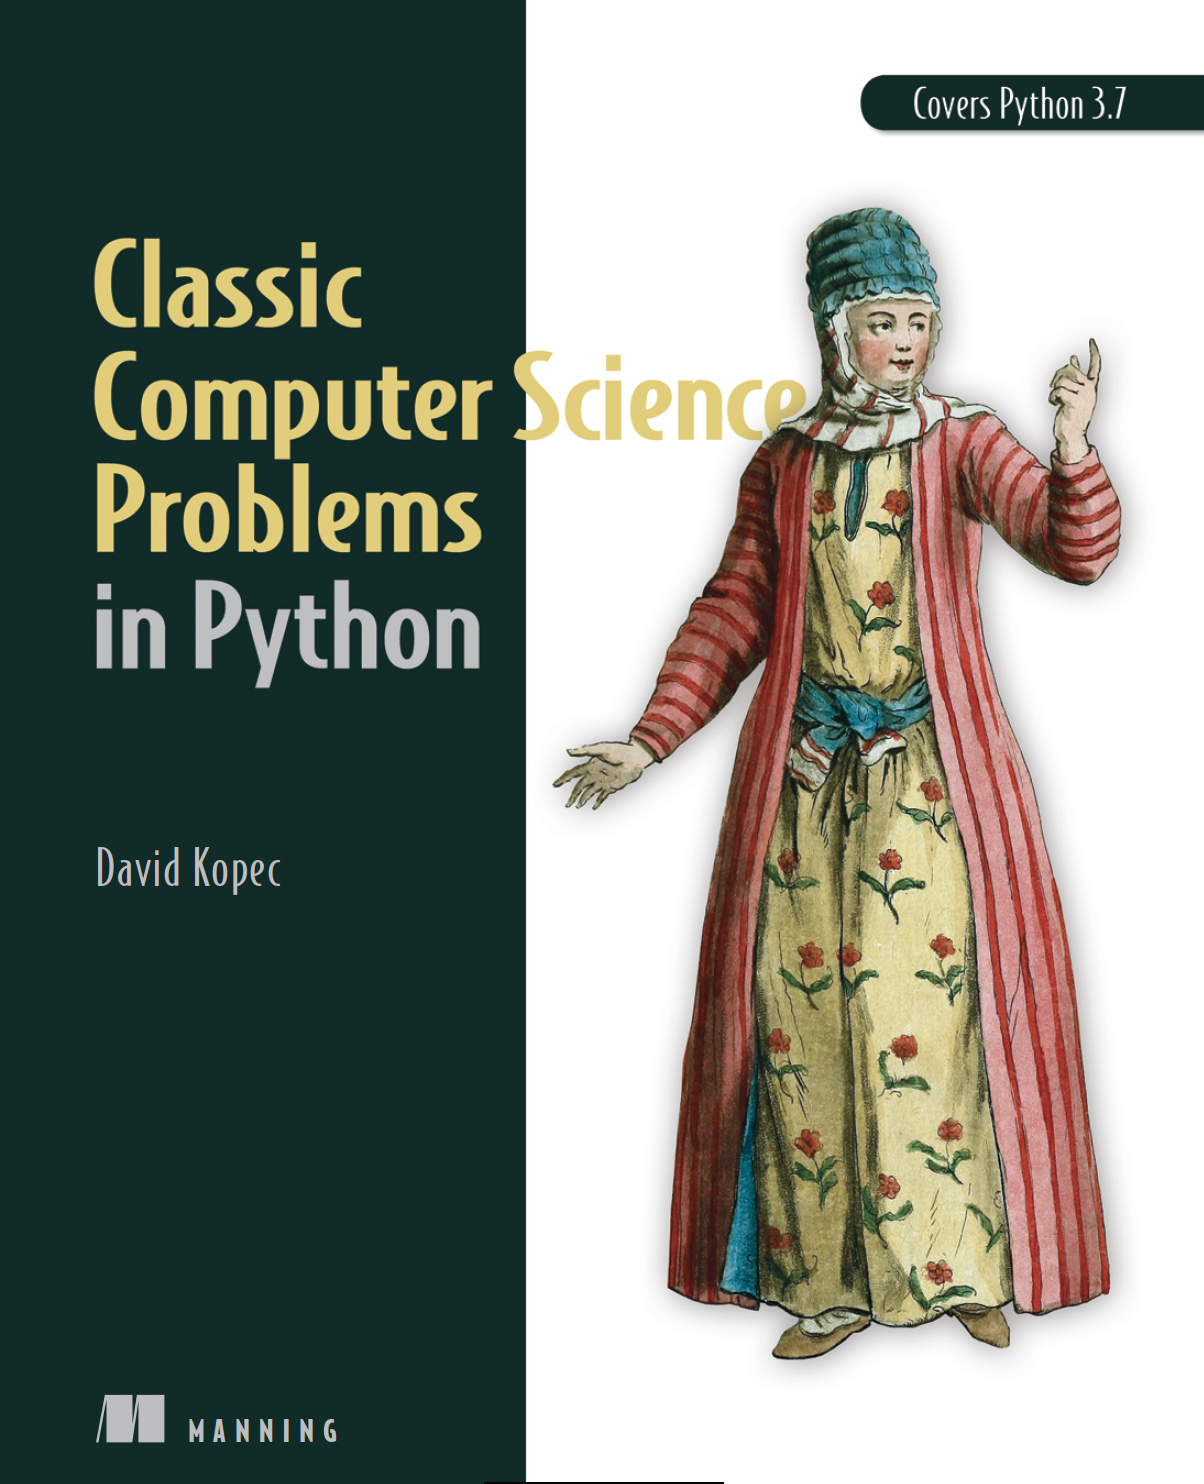 Covers Python 3.7
Classic
Computer Science
Problems
in Python
David Kopec
MANNING